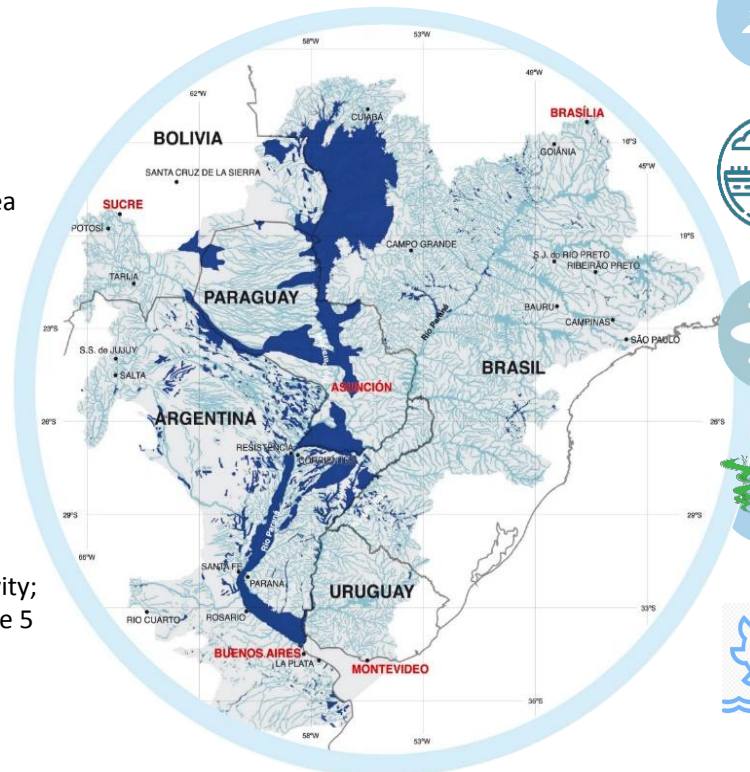 58°W
53°W
62°W
48°W
CUIABÁ
BRASÍLIA
BOLIVIA
GOIÂNIA
16°S
45°W
SANTA CRUZ DE LA SIERRA
ea
SUCRE
POTOSÍ
19°S
CAMPO GRANDE
S.J. do RIO PRETO
RIBEIRÃO PRETO
TARIJA
PARAGUAY
BAURU
CAMPINAS
Río Paraná
23°S
SÃO PAULO
S.S. de JUJUY
BRASIL
SALTA
ASUNCIÓN
ARGENTINA
26°S
26°S
RESISTENCIA
CORRIENTES
29°S
29°S
Río Paraná
66°W
SANTA FE
PARANÁ
URUGUAY
rity;
e 5
RIO CUARTO
ROSARIO
33°S
BUENOS AIRES
LA PLATA
MONTEVIDEO
36°S
58°W
53°W